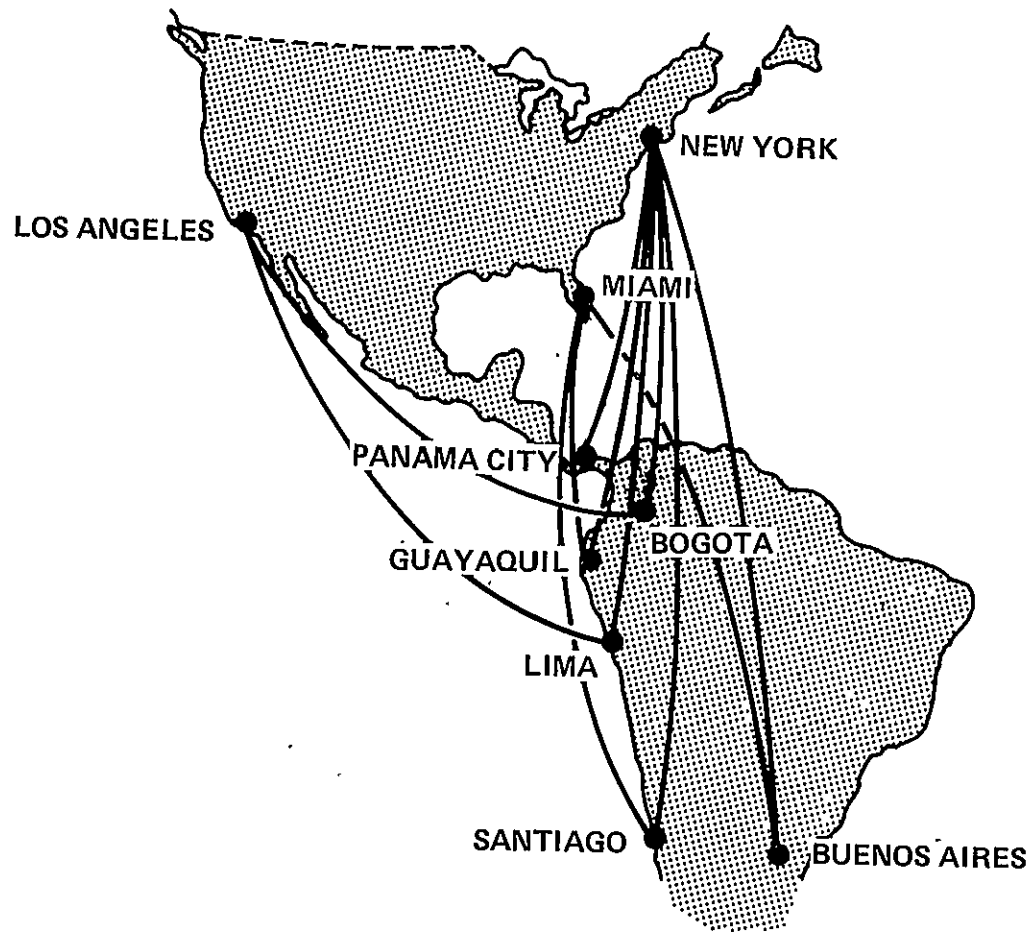 NEW YORK
LOS ANGELES
MIAMI
PANAMA CITY
BOGOTA
GUAYAQUIL
LIMA
SANTIAGO
BUENOS AIRES